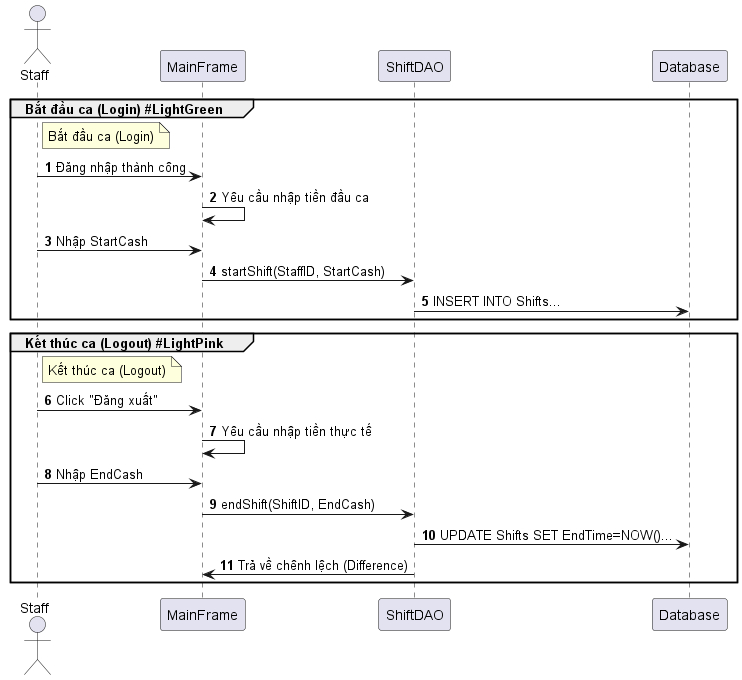 Staff
MainFrame
ShiftDAO
Database
Bắt đầu ca (Login) #LightGreen
Bắt đầu ca (Login)
1 Đăng nhập thành công
2 Yêu cầu nhập tiền đầu ca
3 Nhập StartCash
4 startShift(StaffID, StartCash)
5 INSERT INTO Shifts...
Kết thúc ca (Logout) #LightPink
Kết thúc ca (Logout)
6 Click "Đăng xuất"
7 Yêu cầu nhập tiền thực tế
8 Nhập EndCash
9 endShift(ShiftID, EndCash)
10 UPDATE Shifts SET EndTime=NOW()...
11 Trả về chênh lệch (Difference)
Staff
MainFrame
ShiftDAO
Database